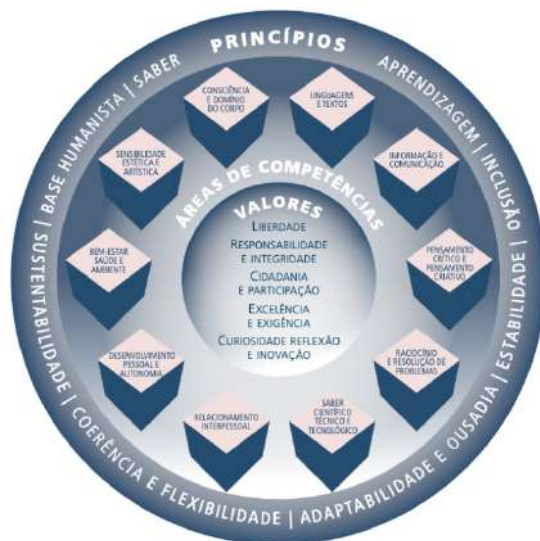 PRINCÍPIOS
BASE HUMANISTA | SABER
APRENDIZAGEM | INCLUSÃO
ESTABILIDADE |
ADAPTABILIDADE E OUSADIA |
COERÊNCIA E FLEXIBILIDADE |
SUSTENTABILIDADE |
ÁREAS DE COMPETÊNCIAS
CONSCIÊNCIA
E DOMÍNIO
DO CORPO
LINGUAGENS
E TEXTOS
INFORMAÇÃO E
COMUNICAÇÃO
PENSAMENTO
CRÍTICO E
PENSAMENTO
CRIATIVO
RACIOCÍNIO
E RESOLUÇÃO DE
PROBLEMAS
SABER
CIENTÍFICO
TÉCNICO E
TECNOLÓGICO
RELACIONAMENTO
INTERPESSOAL
DESENVOLVIMENTO
PESSOAL E
AUTONOMIA
BEM-ESTAR
SAÚDE E
AMBIENTE
SENSIBILIDADE
ESTÉTICA E
ARTÍSTICA
VALORES
LIBERDADE
RESPONSABILIDADE
E INTEGRIDADE
CIDADANIA
E PARTICIPAÇÃO
EXCELÊNCIA
E EXIGÊNCIA
CURIOSIDADE REFLEXÃO
E INOVAÇÃO